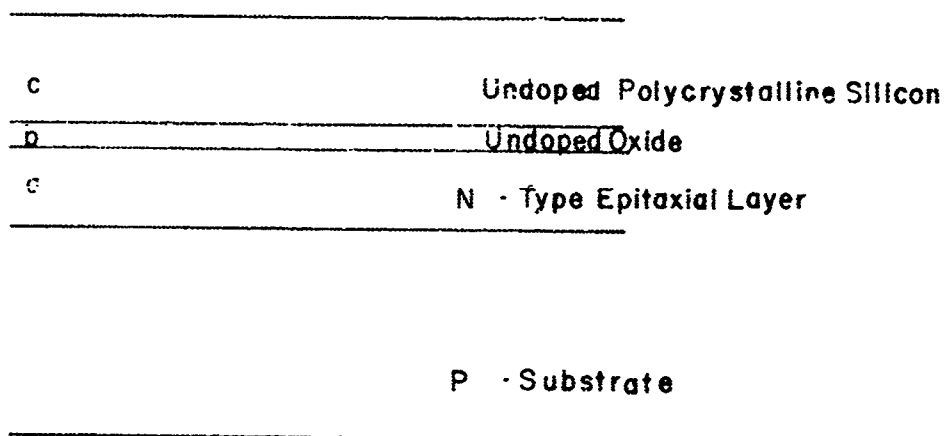 c Undoped Polycrystalline Silicon
b Undoped Oxide
N - Type Epitaxial Layer
P - Substrate